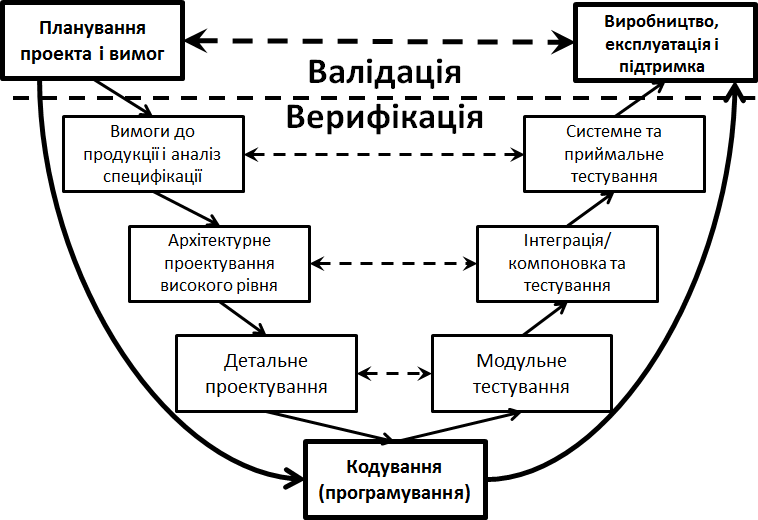 Планування
проекта і вимог
Виробництво,
експлуатація і
підтримка
Валідація
Верифікація
Вимоги до
продукції і аналіз
специфікації
Системне та
приймальне
тестування
Архітектурне
проектування
високого рівня
Інтеграція/
компоновка та
тестування
Детальне
проектування
Модульне
тестування
Кодування
(програмування)